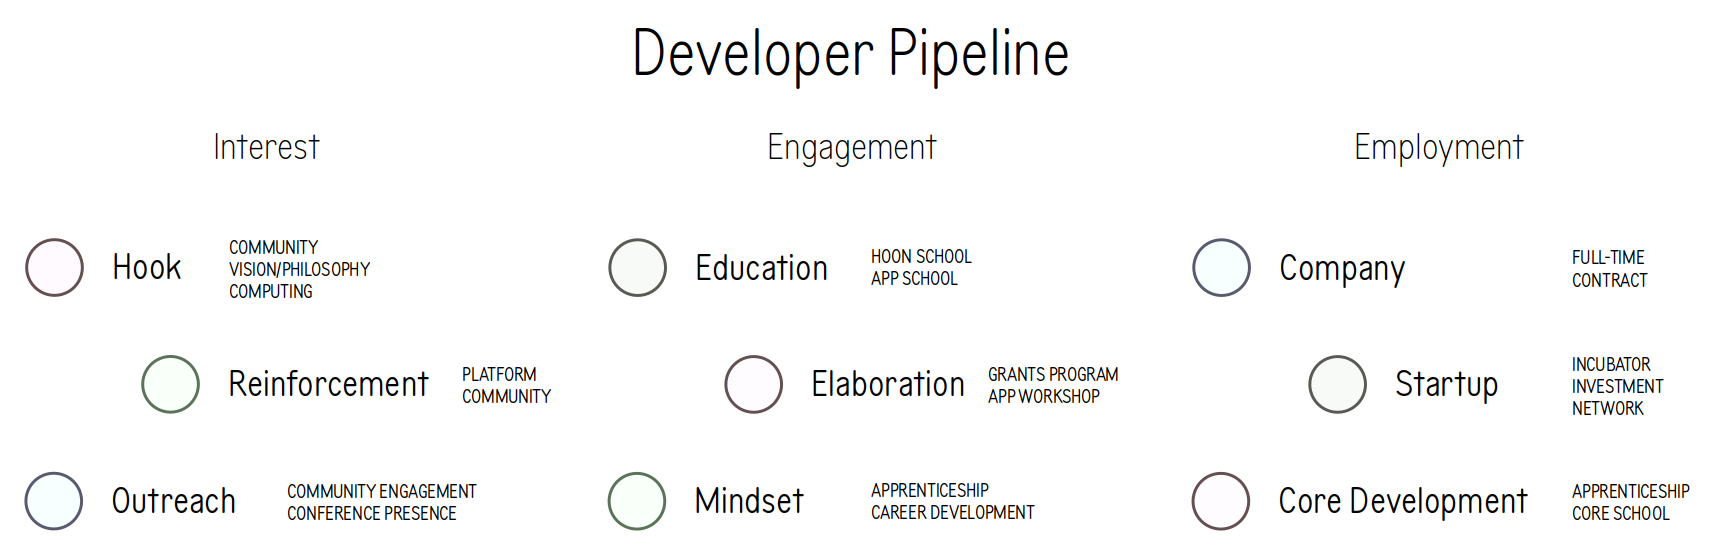 Developer Pipeline
Interest
Hook
COMMUNITY
VISION/PHILOSOPHY
COMPUTING
Reinforcement
PLATFORM
COMMUNITY
Outreach
COMMUNITY ENGAGEMENT
CONFERENCE PRESENCE
Engagement
Education
HOON SCHOOL
APP SCHOOL
Elaboration
GRANTS PROGRAM
APP WORKSHOP
Mindset
APPRENTICESHIP
CAREER DEVELOPMENT
Employment
Company
FULL-TIME
CONTRACT
Startup
INCUBATOR
INVESTMENT
NETWORK
Core Development
APPRENTICESHIP
CORE SCHOOL